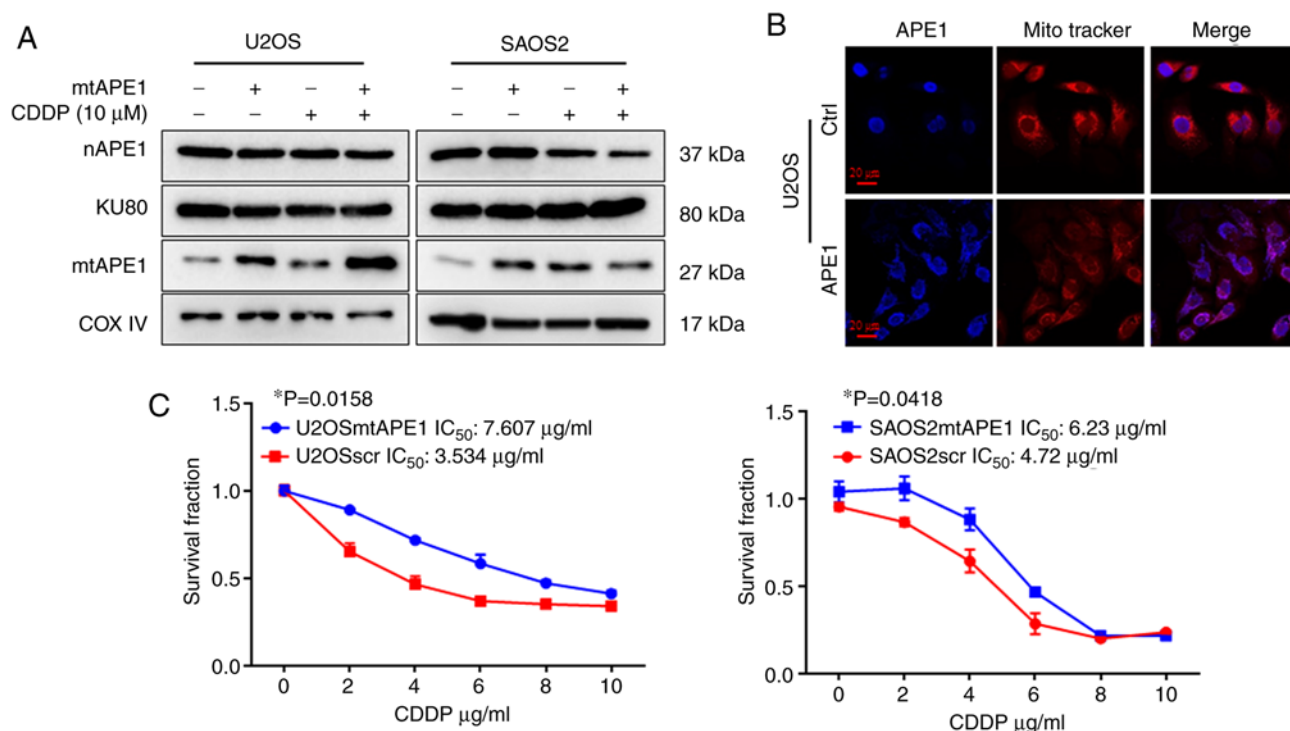 A
U2OS SAOS2
mtAPE1 – + – + – + – +
CDDP (10 μM) – – + + – – + +
nAPE1 37 kDa
KU80 80 kDa
mtAPE1 27 kDa
COX IV 17 kDa
B
APE1 Mito tracker Merge
U2OS
Ctrl
20 μm
APE1
20 μm
C
*P=0.0158
U2OSmtAPE1 IC50: 7.607 μg/ml
U2OSscr IC50: 3.534 μg/ml
Survival fraction
1.5
1.0
0.5
0.0
0 2 4 6 8 10
CDDP μg/ml
*P=0.0418
SAOS2mtAPE1 IC50: 6.23 μg/ml
SAOS2scr IC50: 4.72 μg/ml
Survival fraction
1.5
1.0
0.5
0.0
0 2 4 6 8 10
CDDP μg/ml